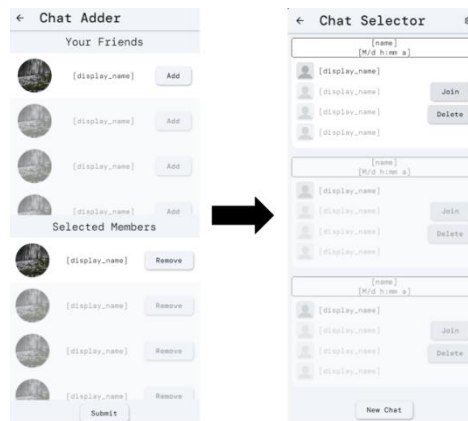 ← Chat Adder
Your Friends
[display_name] Add
[display_name] Add
[display_name] Add
[display_name] Add
Selected Members
[display_name] Remove
[display_name] Remove
[display_name] Remove
[display_name] Remove
Submit
← Chat Selector
[name]
[M/d h:mm a]
[display_name]
[display_name] Join
[display_name] Delete
[display_name]
[name]
[M/d h:mm a]
[display_name]
[display_name] Join
[display_name] Delete
[display_name]
[name]
[M/d h:mm a]
[display_name]
[display_name] Join
[display_name] Delete
[display_name]
New Chat